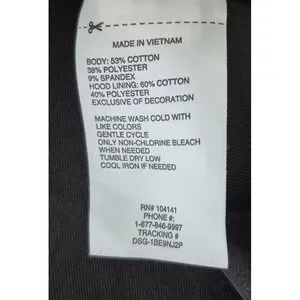 MADE IN VIETNAM
BODY: 53% COTTON
38% POLYESTER
9% SPANDEX
HOOD LINING: 60% COTTON
40% POLYESTER
EXCLUSIVE OF DECORATION
MACHINE WASH COLD WITH
LIKE COLORS
GENTLE CYCLE
ONLY NON-CHLORINE BLEACH
WHEN NEEDED
TUMBLE DRY LOW
COOL IRON IF NEEDED
RN# 104141
PHONE #:
1-877-846-9997
TRACKING #
DSG-1BE9NJ2P